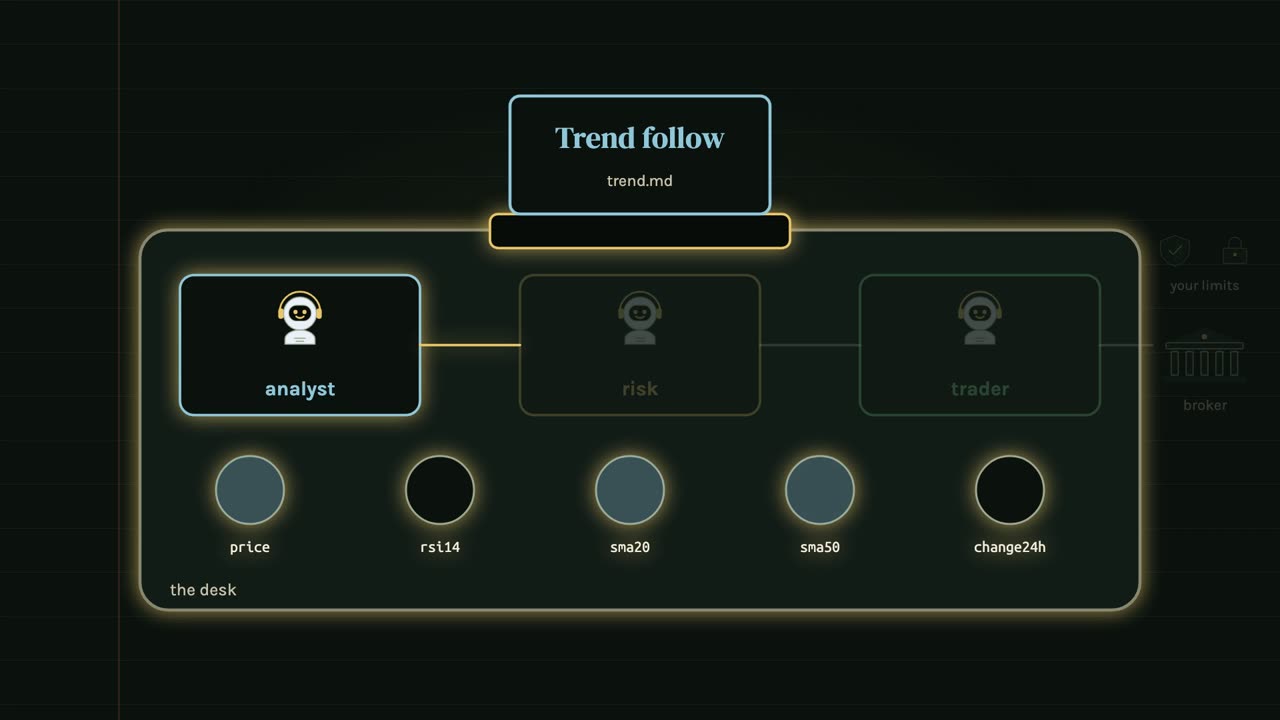 Trend follow
trend.md
your limits
analyst
risk
trader
broker
price
rsi14
sma20
sma50
change24h
the desk